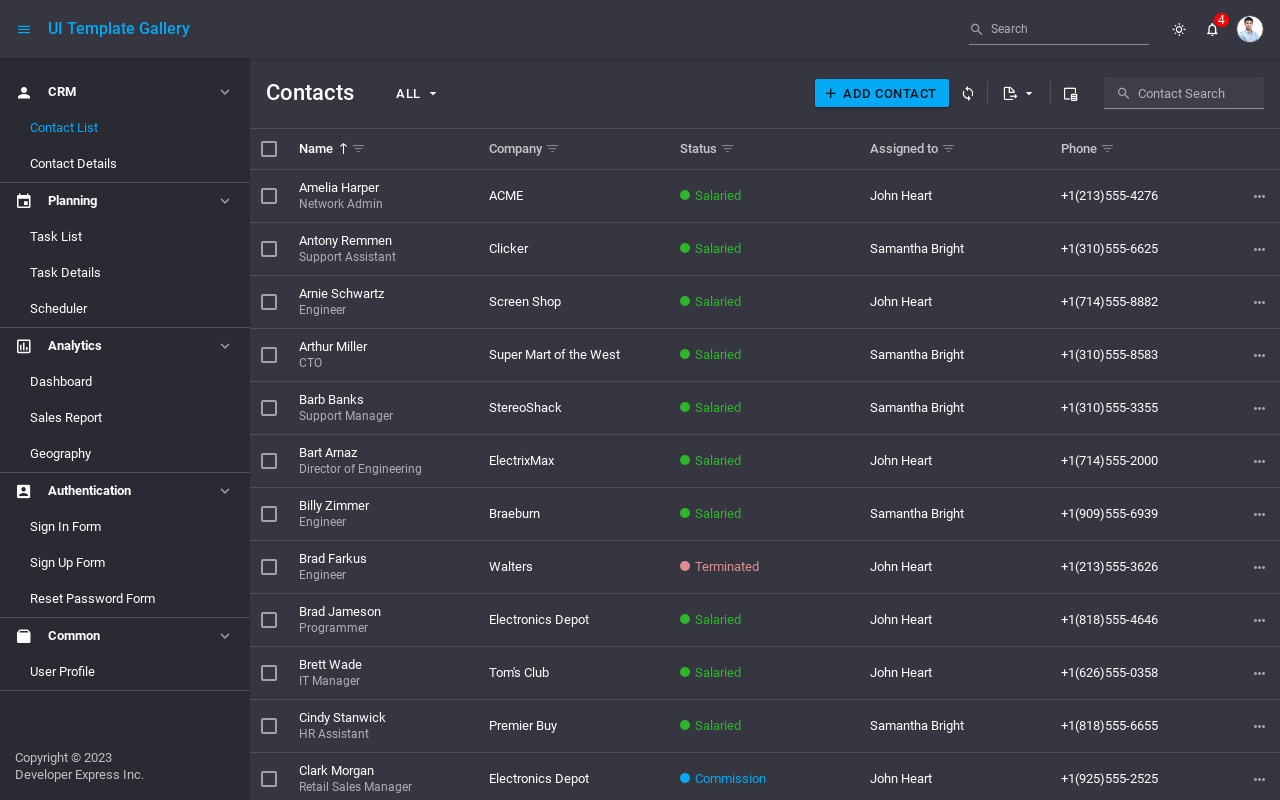 UI Template Gallery
Search
4
CRM
Contact List
Contact Details
Planning
Task List
Task Details
Scheduler
Analytics
Dashboard
Sales Report
Geography
Authentication
Sign In Form
Sign Up Form
Reset Password Form
Common
User Profile
Copyright © 2023
Developer Express Inc.
Contacts
ALL
ADD CONTACT
Contact Search
Name Company Status Assigned to Phone
Amelia Harper
Network Admin
ACME Salaried John Heart +1(213)555-4276
Antony Remmen
Support Assistant
Clicker Salaried Samantha Bright +1(310)555-6625
Arnie Schwartz
Engineer
Screen Shop Salaried John Heart +1(714)555-8882
Arthur Miller
CTO
Super Mart of the West Salaried Samantha Bright +1(310)555-8583
Barb Banks
Support Manager
StereoShack Salaried Samantha Bright +1(310)555-3355
Bart Arnaz
Director of Engineering
ElectrixMax Salaried John Heart +1(714)555-2000
Billy Zimmer
Engineer
Braeburn Salaried Samantha Bright +1(909)555-6939
Brad Farkus
Engineer
Walters Terminated John Heart +1(213)555-3626
Brad Jameson
Programmer
Electronics Depot Salaried John Heart +1(818)555-4646
Brett Wade
IT Manager
Tom's Club Salaried John Heart +1(626)555-0358
Cindy Stanwick
HR Assistant
Premier Buy Salaried Samantha Bright +1(818)555-6655
Clark Morgan
Retail Sales Manager
Electronics Depot Commission John Heart +1(925)555-2525